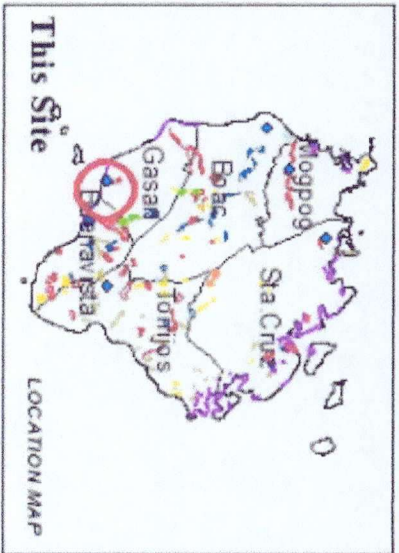 This Site
Mogpog
Boac
Sta.Cruz
Gasan
Torrijos
Buenavista
LOCATION MAP